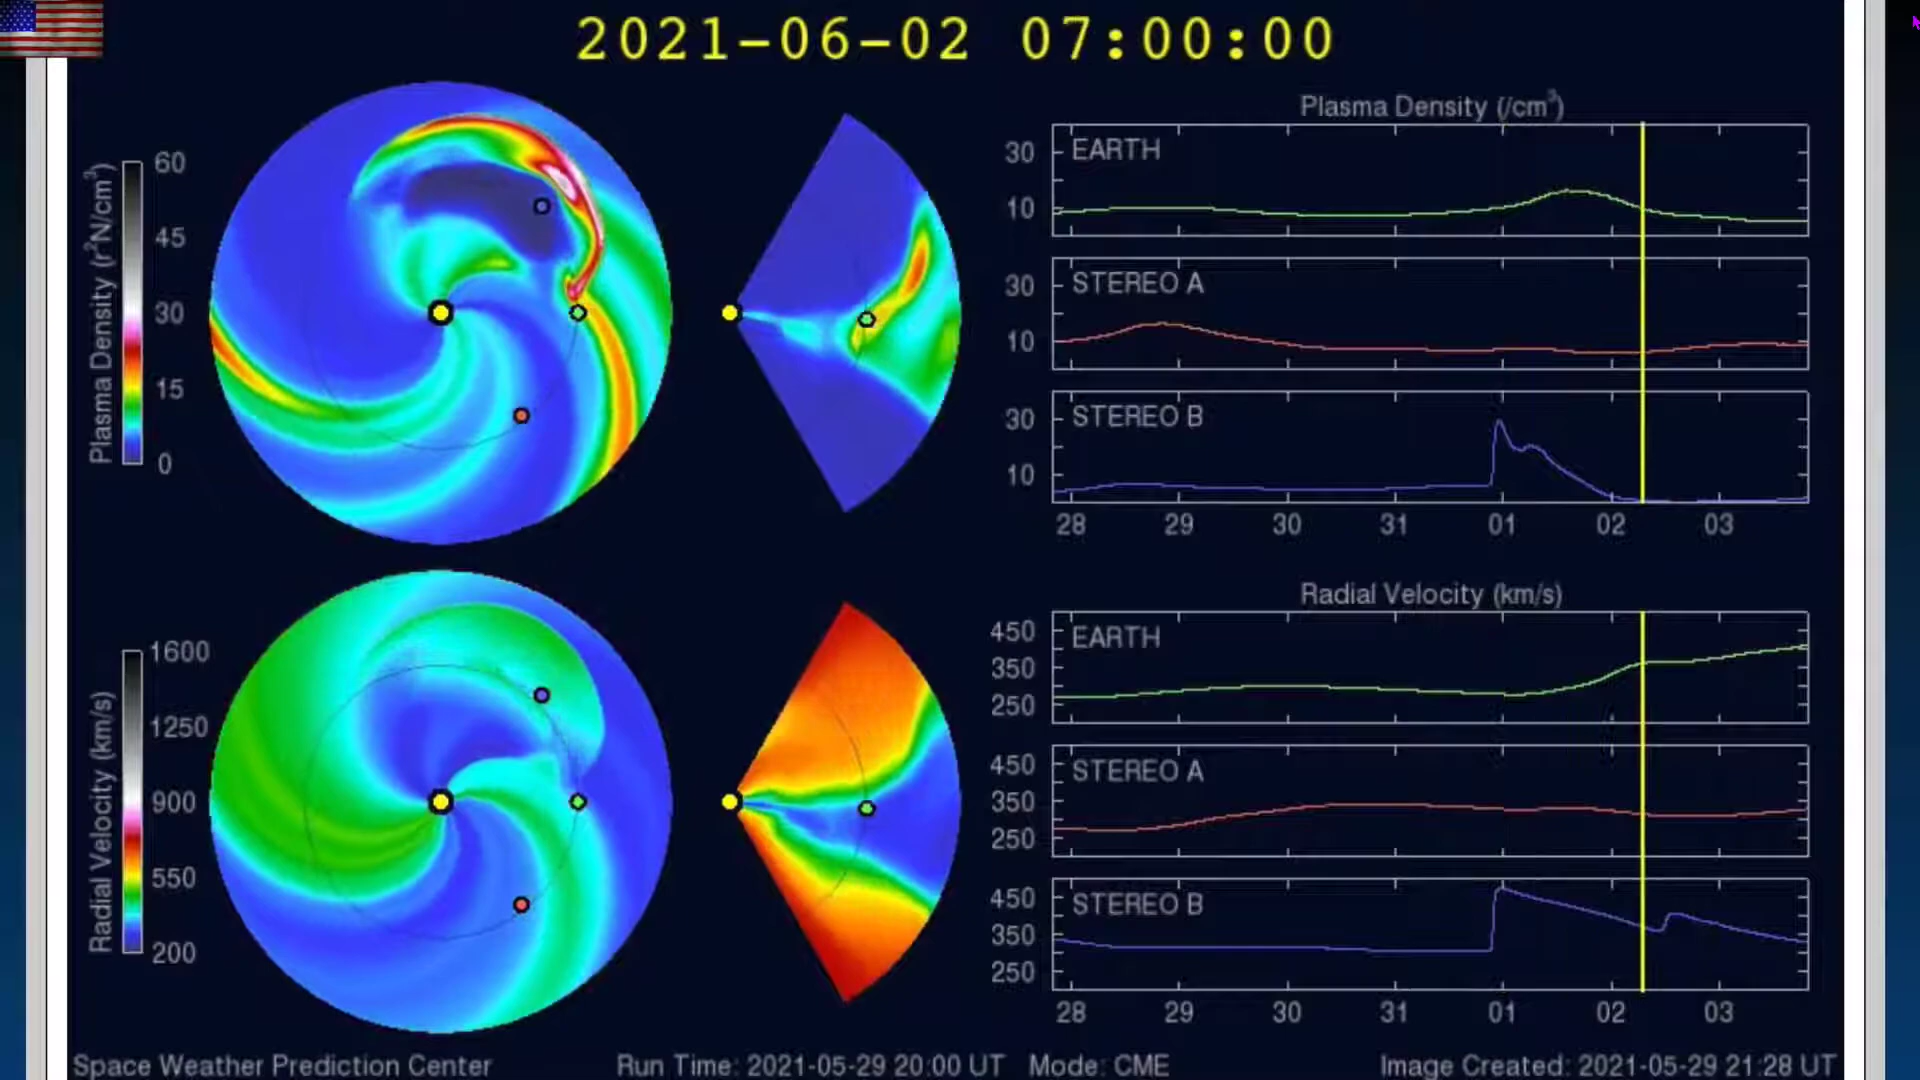 2021-06-02 07:00:00
Plasma Density (r²N/cm³)
60
45
30
15
0
Plasma Density (/cm³)
EARTH
30
10
STEREO A
30
10
STEREO B
30
10
28 29 30 31 01 02 03
Radial Velocity (km/s)
1600
1250
900
550
200
Radial Velocity (km/s)
EARTH
450
350
250
STEREO A
450
350
250
STEREO B
450
350
250
28 29 30 31 01 02 03
Space Weather Prediction Center Run Time: 2021-05-29 20:00 UT Mode: CME Image Created: 2021-05-29 21:28 UT